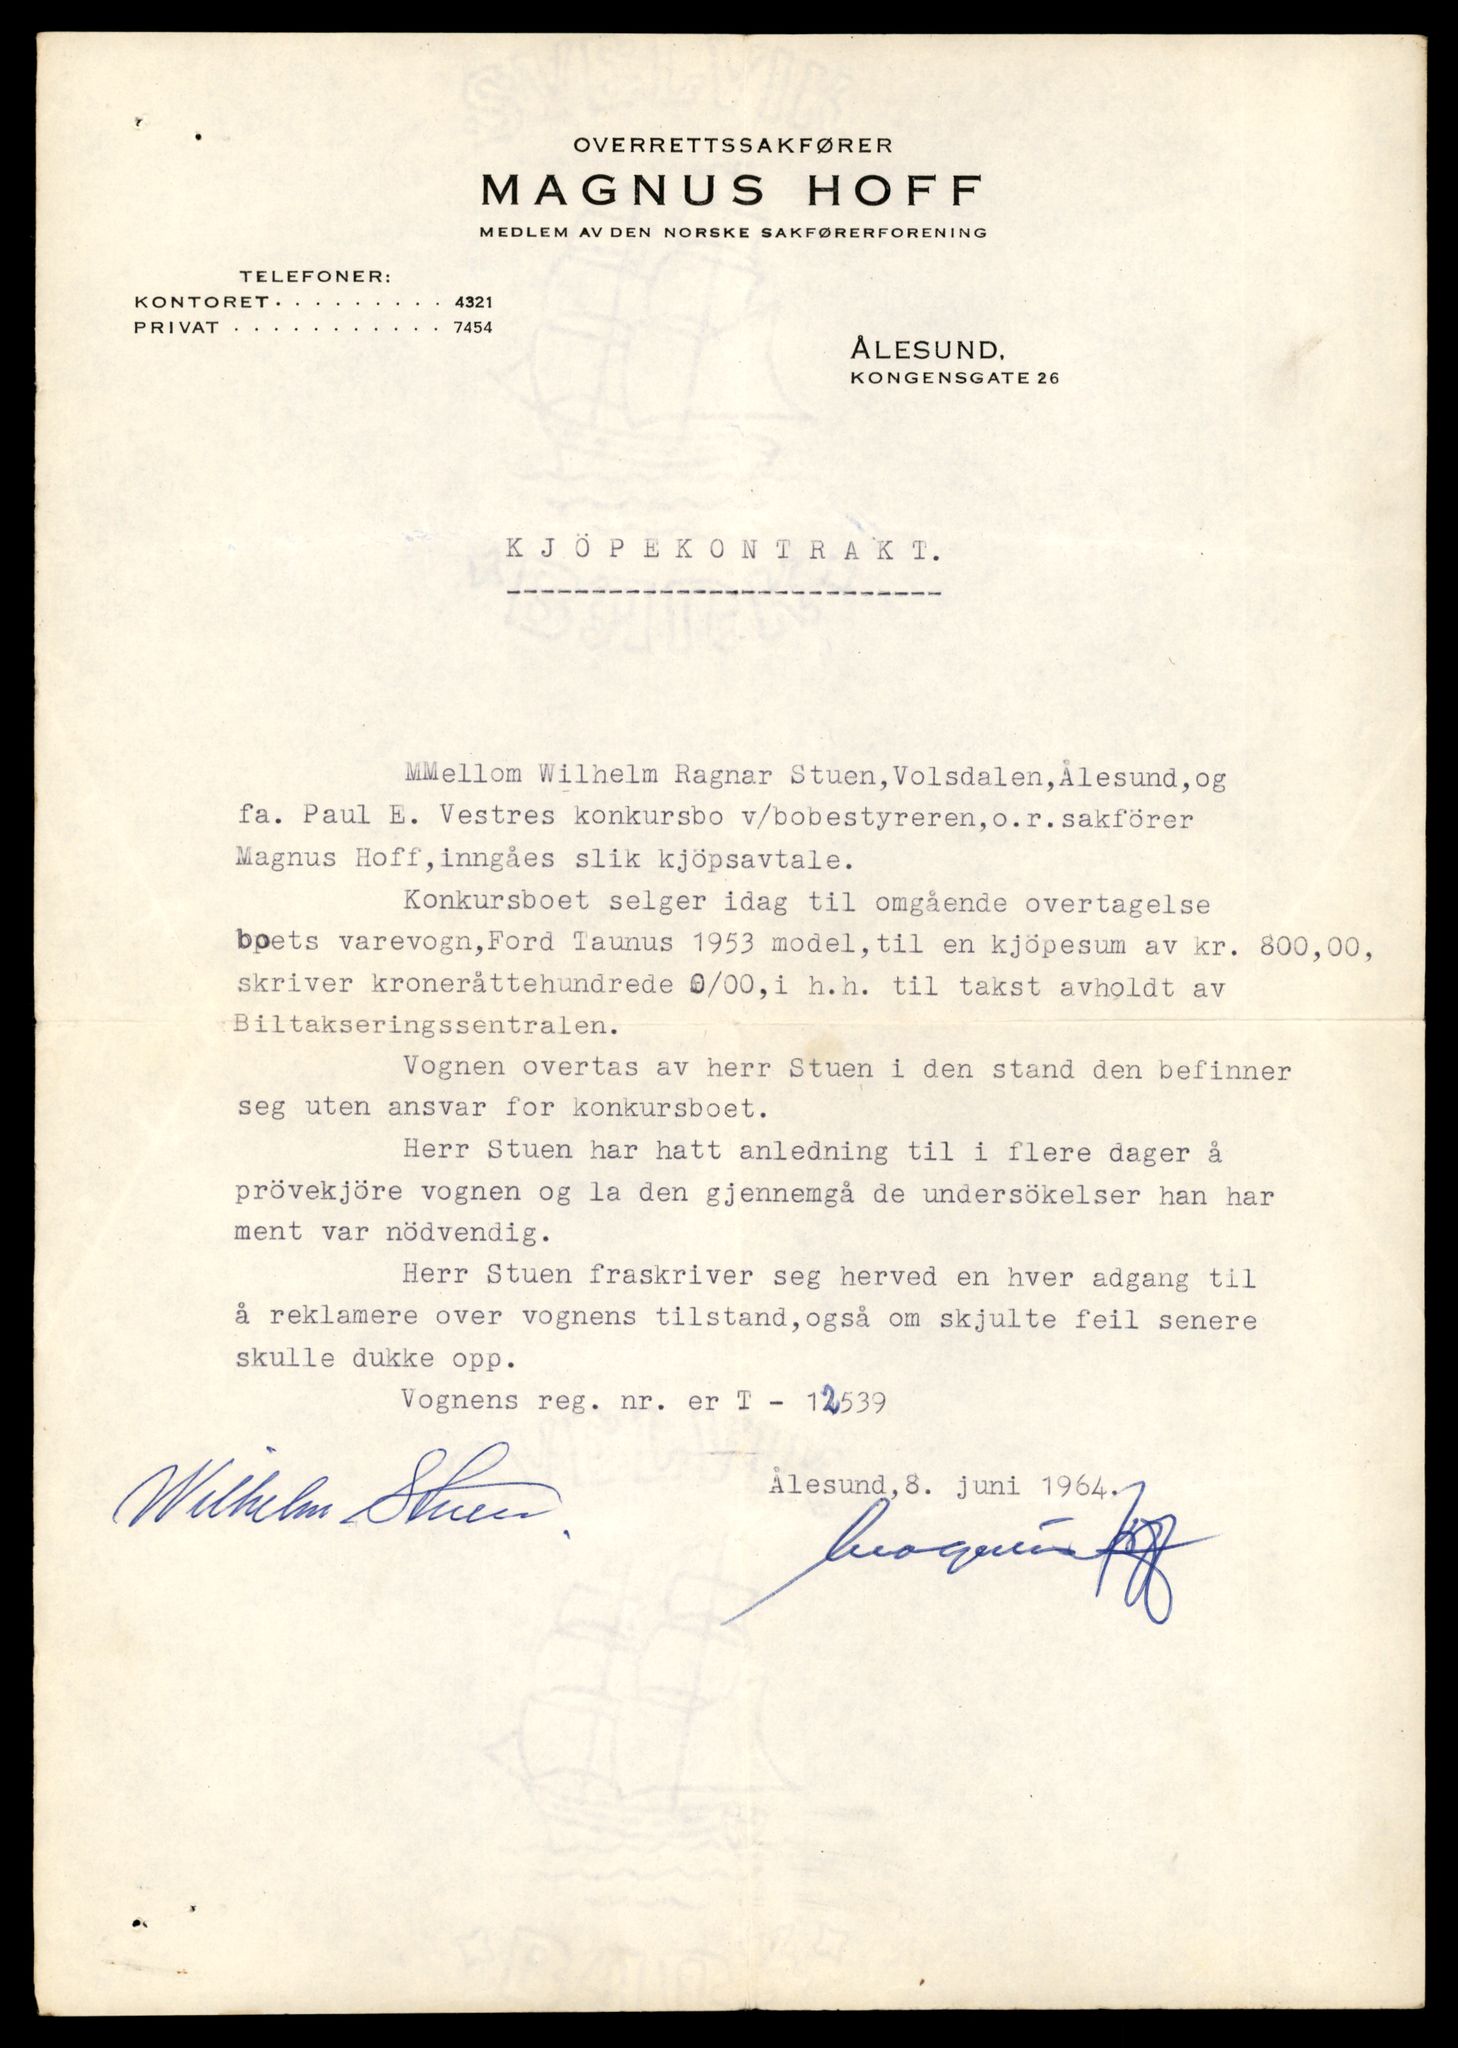 OVERRETTSSAKFØRER
MAGNUS HOFF
MEDLEM AV DEN NORSKE SAKFØRERFORENING
TELEFONER:
KONTORET · · · · · · · · · 4321
PRIVAT · · · · · · · · · · · 7454
ÅLESUND,
KONGENSGATE 26
KJÖPEKONTRAKT.
MMellom Wilhelm Ragnar Stuen,Volsdalen,Ålesund,og
fa. Paul E. Vestres konkursbo v/bobestyreren,o.r.sakförer
Magnus Hoff,inngåes slik kjöpsavtale.
Konkursboet selger idag til omgående overtagelse
boets varevogn,Ford Taunus 1953 model,til en kjöpesum av kr. 800,00,
skriver kroneråttehundrede 0/00,i h.h. til takst avholdt av
Biltakseringssentralen.
Vognen overtas av herr Stuen i den stand den befinner
seg uten ansvar for konkursboet.
Herr Stuen har hatt anledning til i flere dager å
prövekjöre vognen og la den gjennemgå de undersökelser han har
ment var nödvendig.
Herr Stuen fraskriver seg herved en hver adgang til
å reklamere over vognens tilstand,også om skjulte feil senere
skulle dukke opp.
Vognens reg. nr. er T - 12539
Ålesund,8. juni 1964.
Wilhelm Stuen.
Magnus Hoff